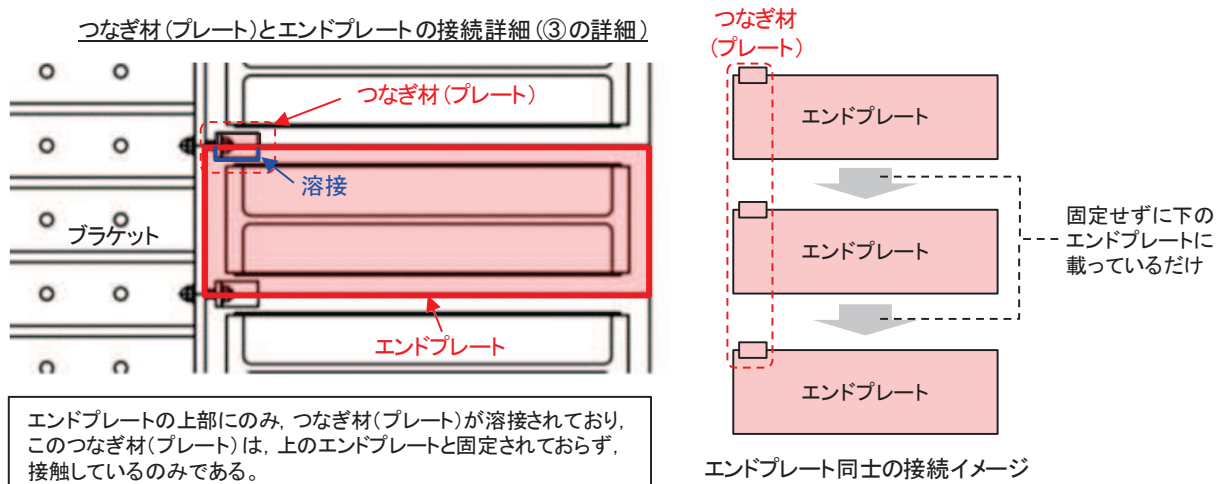 つなぎ材(プレート)とエンドプレートの接続詳細(③の詳細)
つなぎ材(プレート)
溶接
ブラケット
エンドプレート
エンドプレートの上部にのみ, つなぎ材(プレート)が溶接されており,
このつなぎ材(プレート)は, 上のエンドプレートと固定されておらず,
接触しているのみである。
つなぎ材
(プレート)
エンドプレート
エンドプレート
エンドプレート
固定せずに下の
エンドプレートに
載っているだけ
エンドプレート同士の接続イメージ